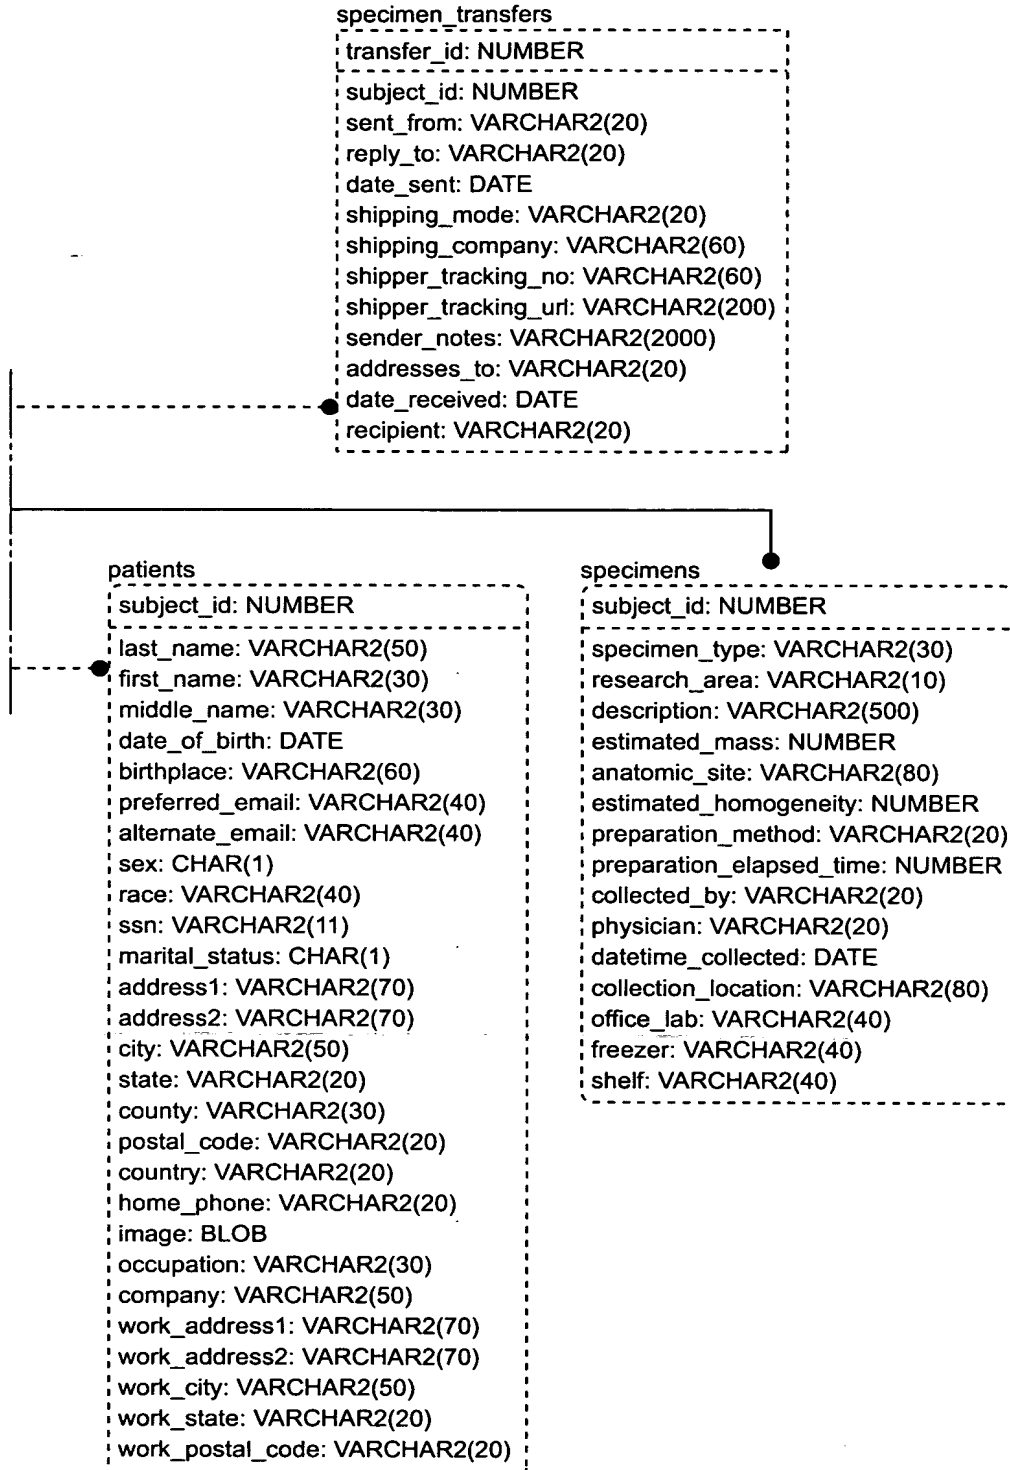 specimen_transfers
transfer_id: NUMBER
subject_id: NUMBER
sent_from: VARCHAR2(20)
reply_to: VARCHAR2(20)
date_sent: DATE
shipping_mode: VARCHAR2(20)
shipping_company: VARCHAR2(60)
shipper_tracking_no: VARCHAR2(60)
shipper_tracking_url: VARCHAR2(200)
sender_notes: VARCHAR2(2000)
addresses_to: VARCHAR2(20)
date_received: DATE
recipient: VARCHAR2(20)
patients
subject_id: NUMBER
last_name: VARCHAR2(50)
first_name: VARCHAR2(30)
middle_name: VARCHAR2(30)
date_of_birth: DATE
birthplace: VARCHAR2(60)
preferred_email: VARCHAR2(40)
alternate_email: VARCHAR2(40)
sex: CHAR(1)
race: VARCHAR2(40)
ssn: VARCHAR2(11)
marital_status: CHAR(1)
address1: VARCHAR2(70)
address2: VARCHAR2(70)
city: VARCHAR2(50)
state: VARCHAR2(20)
county: VARCHAR2(30)
postal_code: VARCHAR2(20)
country: VARCHAR2(20)
home_phone: VARCHAR2(20)
image: BLOB
occupation: VARCHAR2(30)
company: VARCHAR2(50)
work_address1: VARCHAR2(70)
work_address2: VARCHAR2(70)
work_city: VARCHAR2(50)
work_state: VARCHAR2(20)
work_postal_code: VARCHAR2(20)
specimens
subject_id: NUMBER
specimen_type: VARCHAR2(30)
research_area: VARCHAR2(10)
description: VARCHAR2(500)
estimated_mass: NUMBER
anatomic_site: VARCHAR2(80)
estimated_homogeneity: NUMBER
preparation_method: VARCHAR2(20)
preparation_elapsed_time: NUMBER
collected_by: VARCHAR2(20)
physician: VARCHAR2(20)
datetime_collected: DATE
collection_location: VARCHAR2(80)
office_lab: VARCHAR2(40)
freezer: VARCHAR2(40)
shelf: VARCHAR2(40)